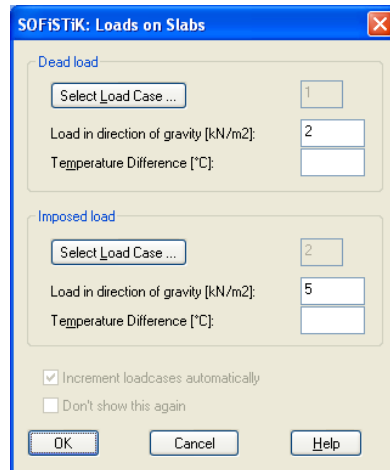 SOFiSTiK: Loads on Slabs
Dead load
Select Load Case ... 1
Load in direction of gravity [kN/m2]: 2
Temperature Difference [°C]:
Imposed load
Select Load Case ... 2
Load in direction of gravity [kN/m2]: 5
Temperature Difference [°C]:
Increment loadcases automatically
Don't show this again
OK Cancel Help